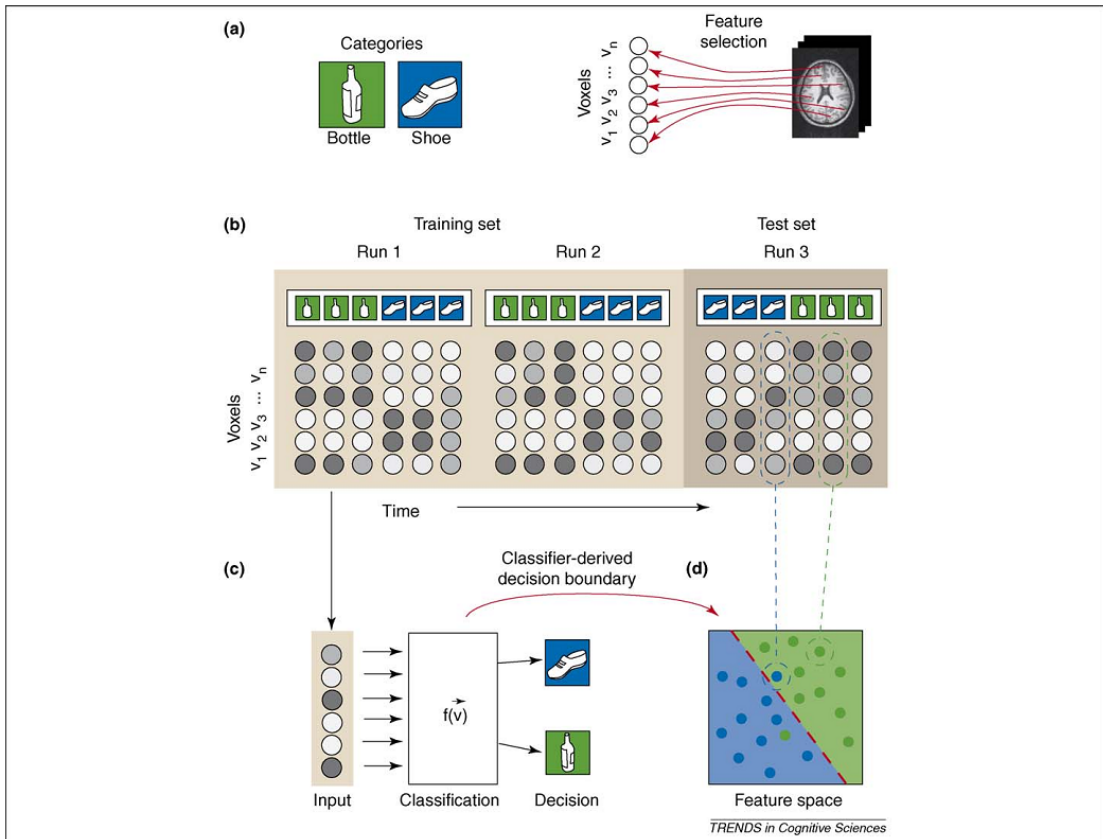 (a)
Categories
Bottle
Shoe
Feature
selection
Voxels
v₁ v₂ v₃ ... vₙ
(b)
Training set
Test set
Run 1
Run 2
Run 3
Voxels
v₁ v₂ v₃ ... vₙ
Time
(c)
Classifier-derived
decision boundary
(d)
f(v⃗)
Input
Classification
Decision
Feature space
TRENDS in Cognitive Sciences